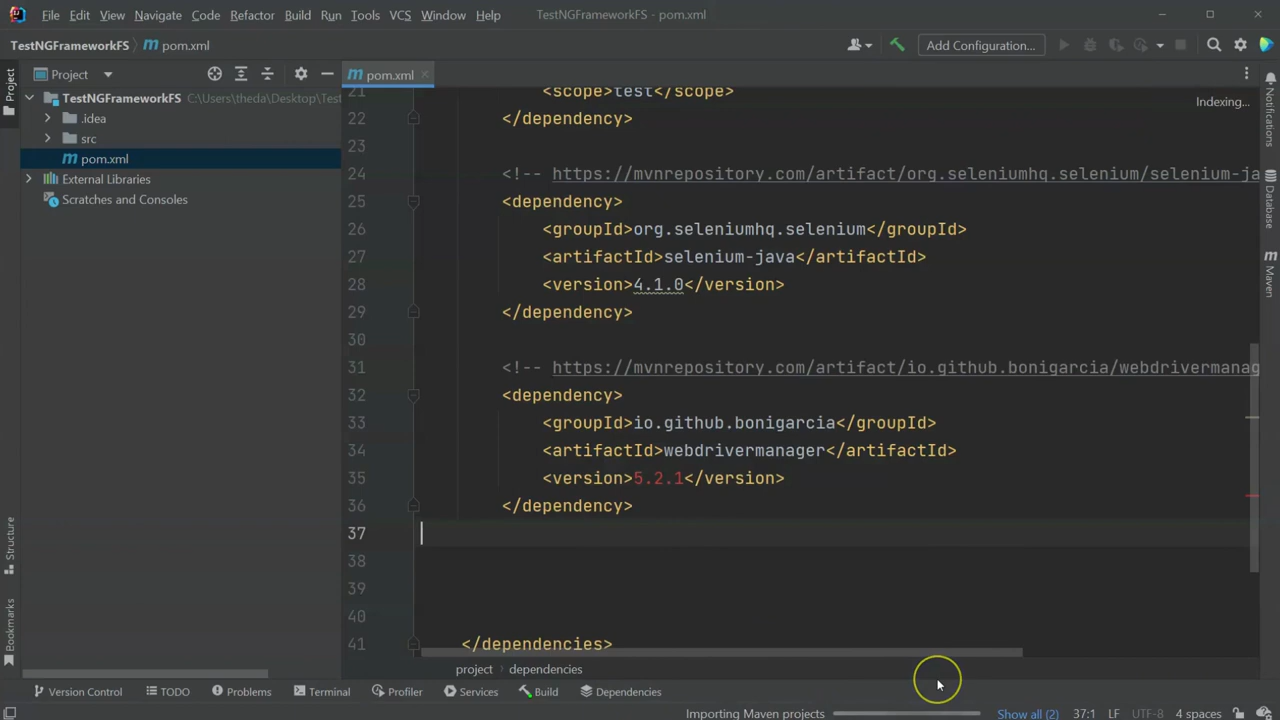 File Edit View Navigate Code Refactor Build Run Tools VCS Window Help TestNGFrameworkFS - pom.xml
TestNGFrameworkFS pom.xml Add Configuration...
Project pom.xml
Project
TestNGFrameworkFS C:\Users\theda\Desktop\Test
.idea
src
pom.xml
External Libraries
Scratches and Consoles
Structure
Bookmarks
Indexing...
21 <scope>test</scope>
22 </dependency>
23
24 <!-- https://mvnrepository.com/artifact/org.seleniumhq.selenium/selenium-ja
25 <dependency>
26 <groupId>org.seleniumhq.selenium</groupId>
27 <artifactId>selenium-java</artifactId>
28 <version>4.1.0</version>
29 </dependency>
30
31 <!-- https://mvnrepository.com/artifact/io.github.bonigarcia/webdrivermanag
32 <dependency>
33 <groupId>io.github.bonigarcia</groupId>
34 <artifactId>webdrivermanager</artifactId>
35 <version>5.2.1</version>
36 </dependency>
37
38
39
40
41 </dependencies>
project dependencies
Notifications
Database
m Maven
Version Control TODO Problems Terminal Profiler Services Build Dependencies
Importing Maven projects Show all (2) 37:1 LF UTF-8 4 spaces